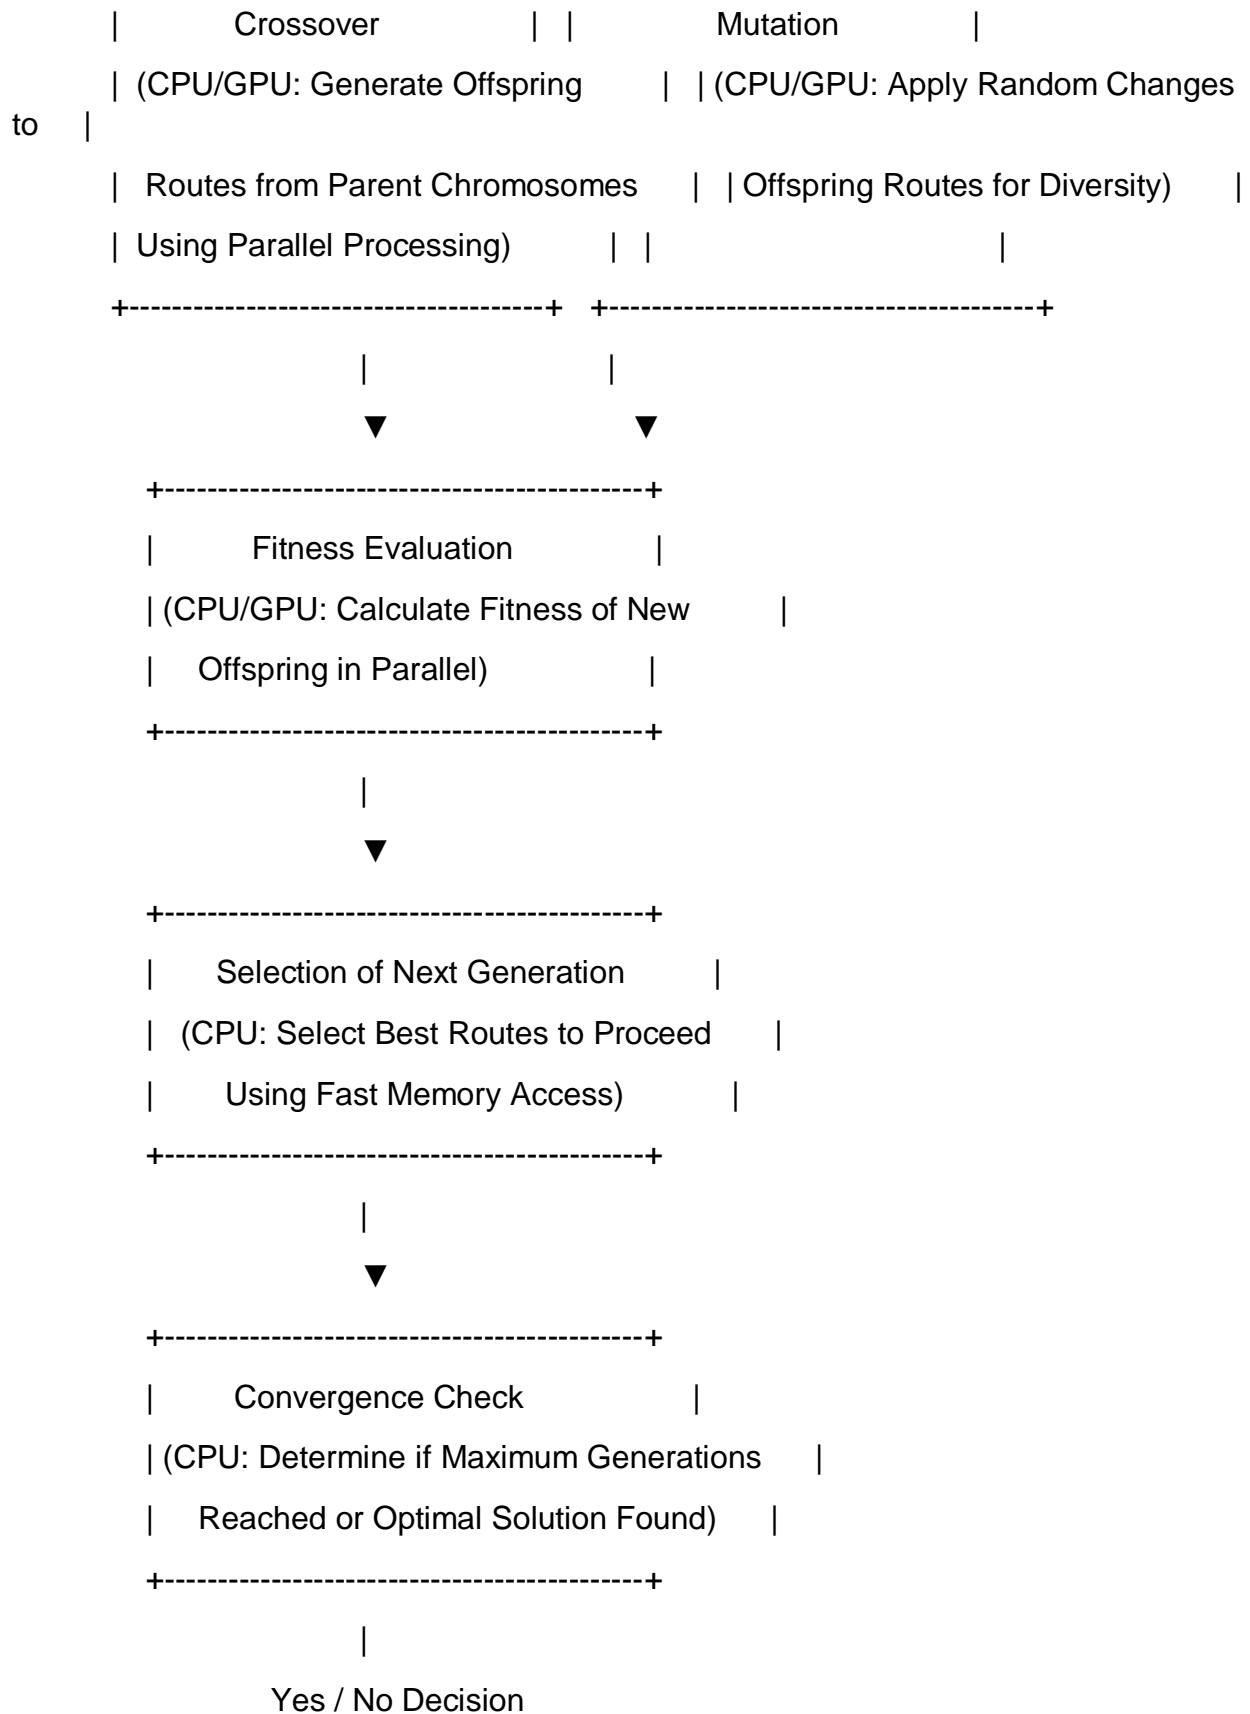 |             Crossover                 |   |                Mutation               |
|  (CPU/GPU: Generate Offspring         |   | (CPU/GPU: Apply Random Changes
to     |
|   Routes from Parent Chromosomes      |   | Offspring Routes for Diversity)       |
|  Using Parallel Processing)           |   |                                       |
+---------------------------------------+   +----------------------------------------+
|                           |
▼                            ▼
+---------------------------------------------+
|            Fitness Evaluation                |
| (CPU/GPU: Calculate Fitness of New          |
|     Offspring in Parallel)                  |
+---------------------------------------------+
|
▼
+---------------------------------------------+
|       Selection of Next Generation          |
|   (CPU: Select Best Routes to Proceed       |
|        Using Fast Memory Access)            |
+---------------------------------------------+
|
▼
+---------------------------------------------+
|         Convergence Check                   |
| (CPU: Determine if Maximum Generations      |
|     Reached or Optimal Solution Found)      |
+---------------------------------------------+
|
Yes / No Decision